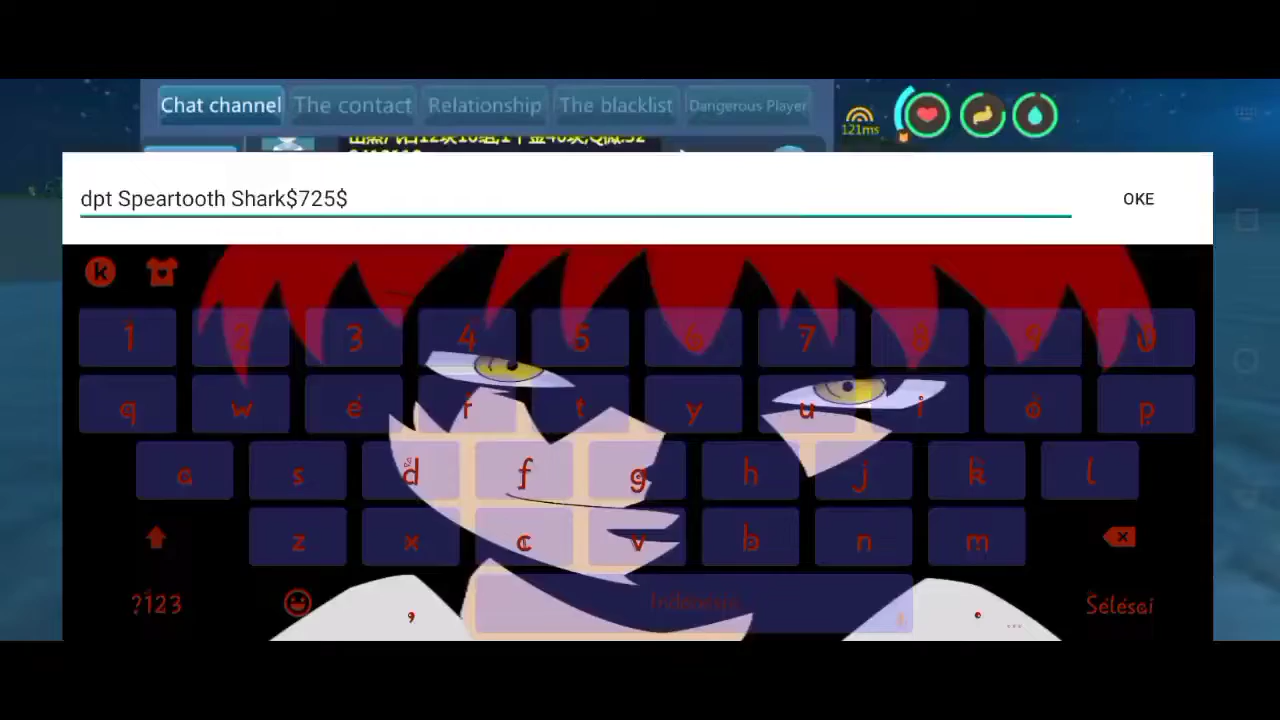 Chat channel The contact Relationship The blacklist Dangerous Player
121ms
dpt Speartooth Shark$725$
OKE
k
1 2 3 4 5 6 7 8 9 0
q w e r t y u i o p
a s d f g h j k l
z x c v b n m
?123 , Indonesia . ...
Selesai